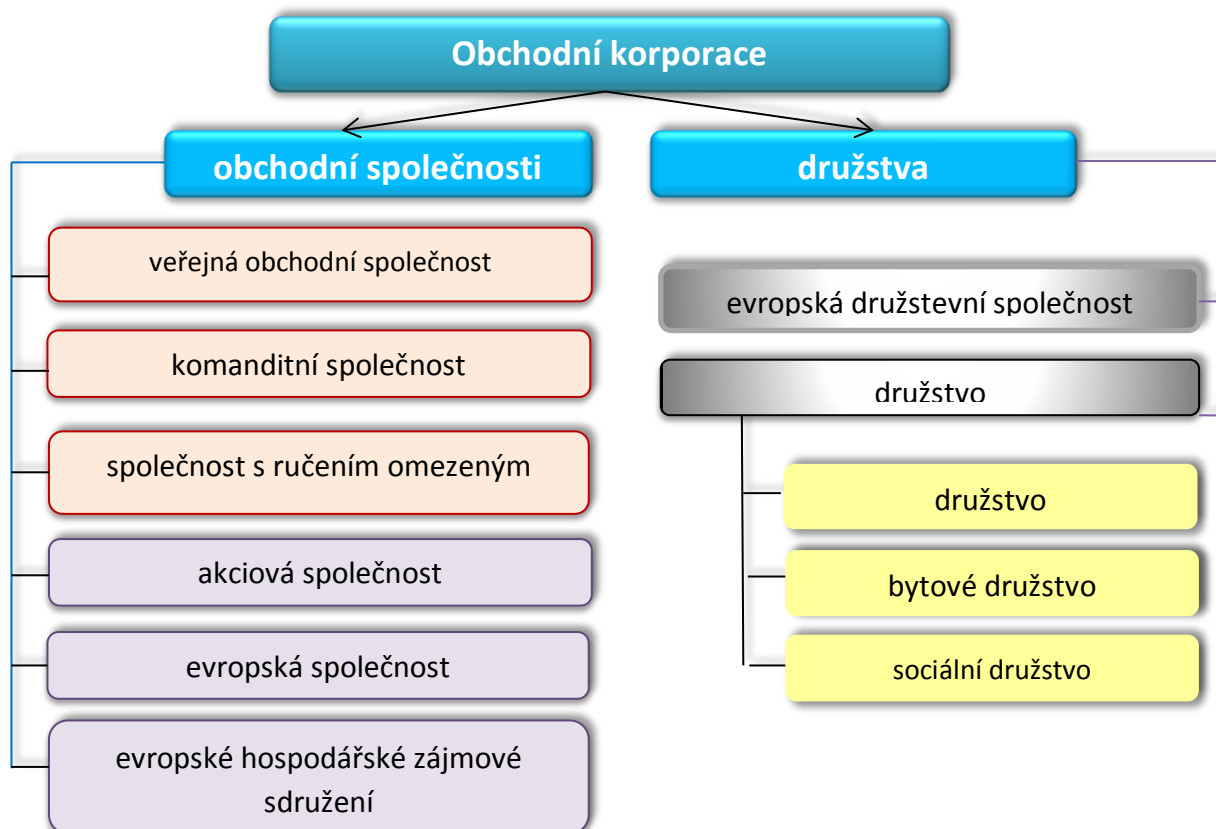 Obchodní korporace
obchodní společnosti
družstva
veřejná obchodní společnost
komanditní společnost
společnost s ručením omezeným
akciová společnost
evropská společnost
evropské hospodářské zájmové
sdružení
evropská družstevní společnost
družstvo
družstvo
bytové družstvo
sociální družstvo